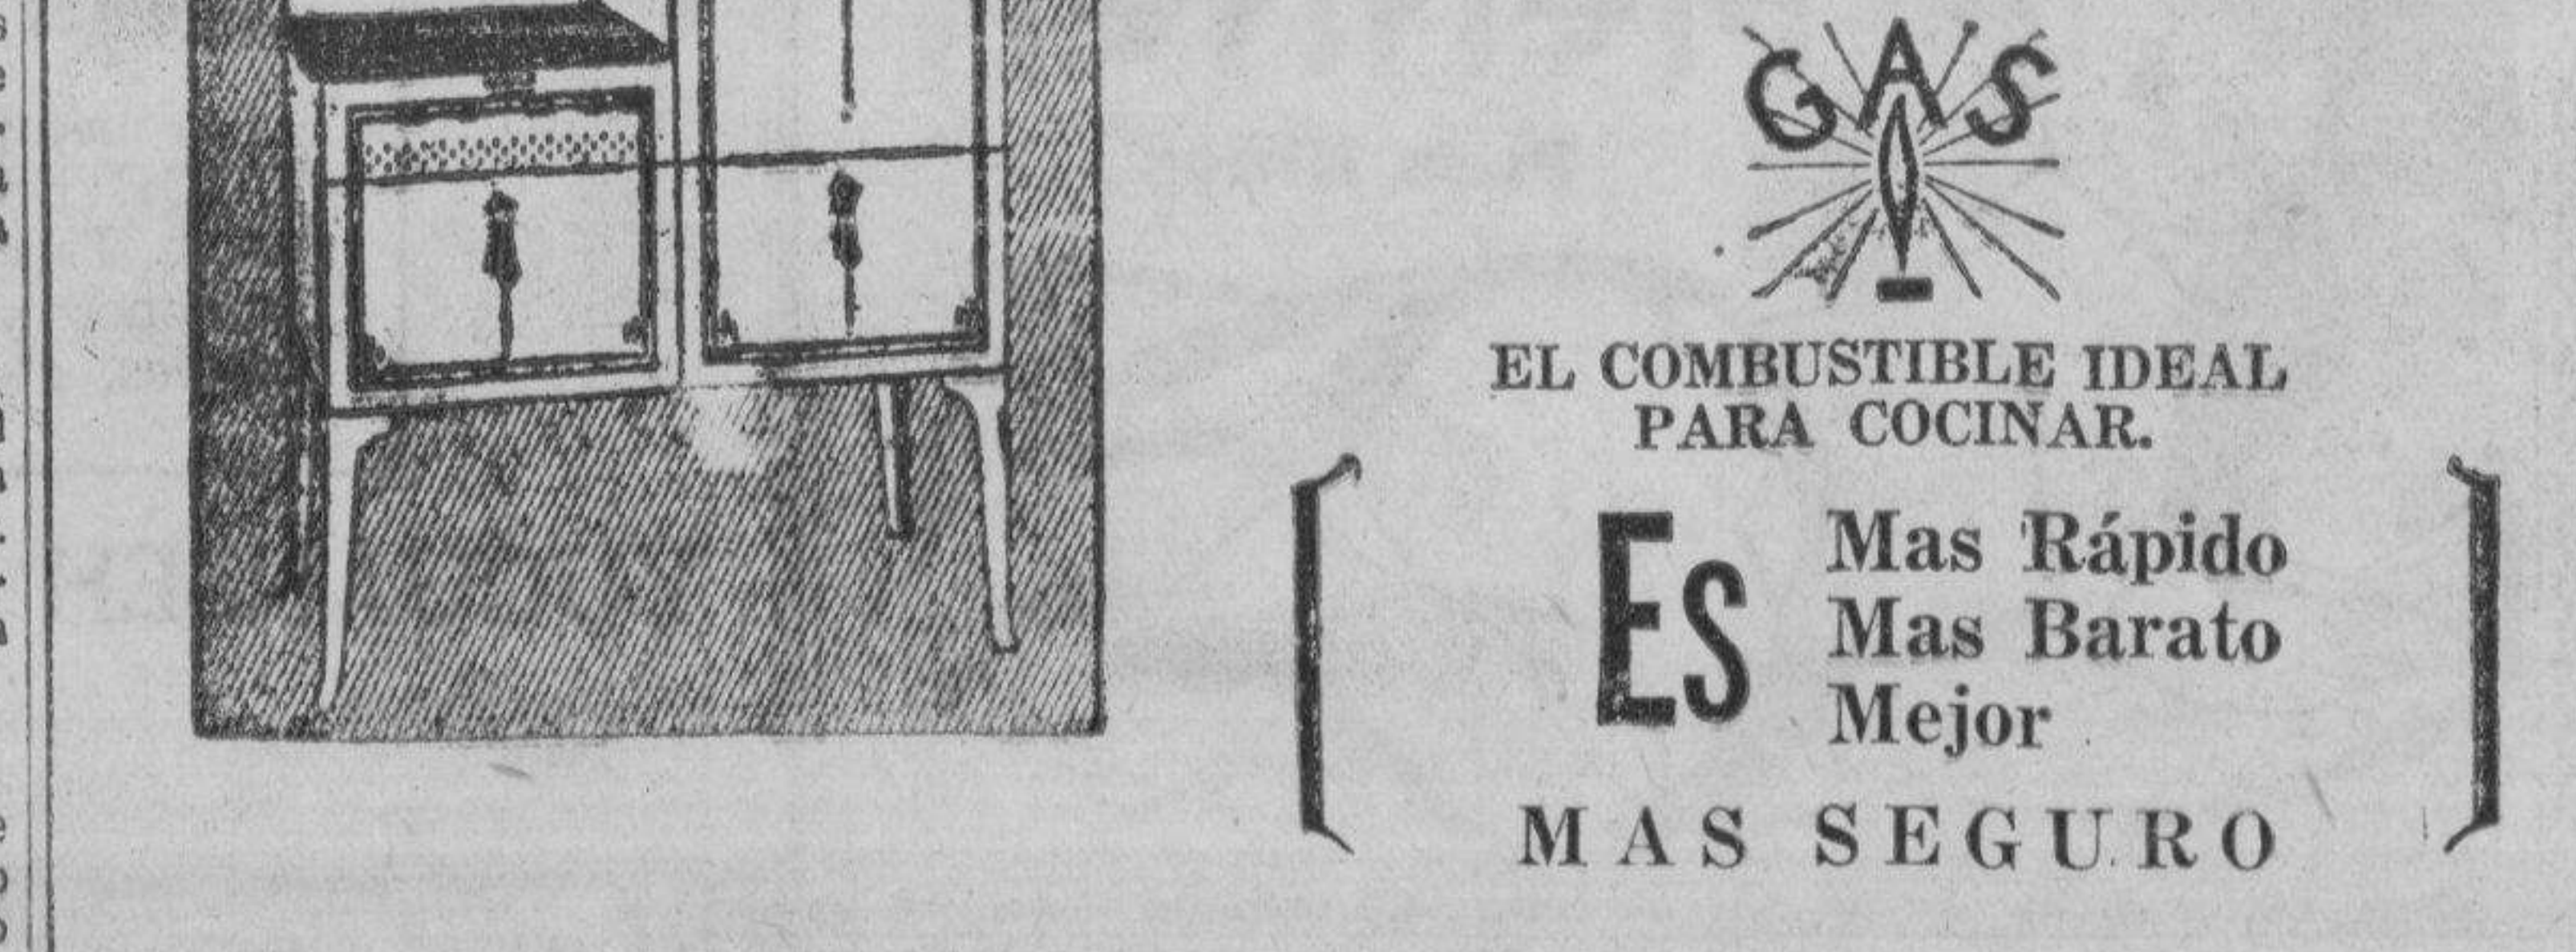 GAS
EL COMBUSTIBLE IDEAL
PARA COCINAR.
Es
Mas Rápido
Mas Barato
Mejor
MAS SEGURO